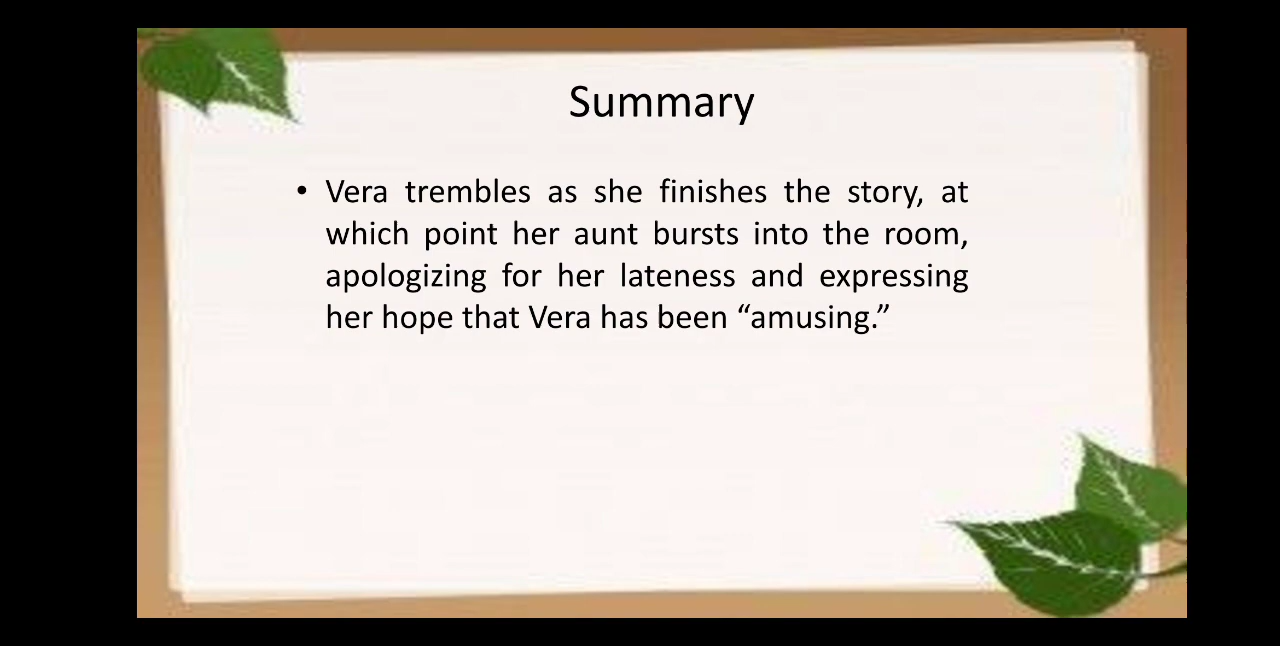 Summary
• Vera trembles as she finishes the story, at
which point her aunt bursts into the room,
apologizing for her lateness and expressing
her hope that Vera has been “amusing.”